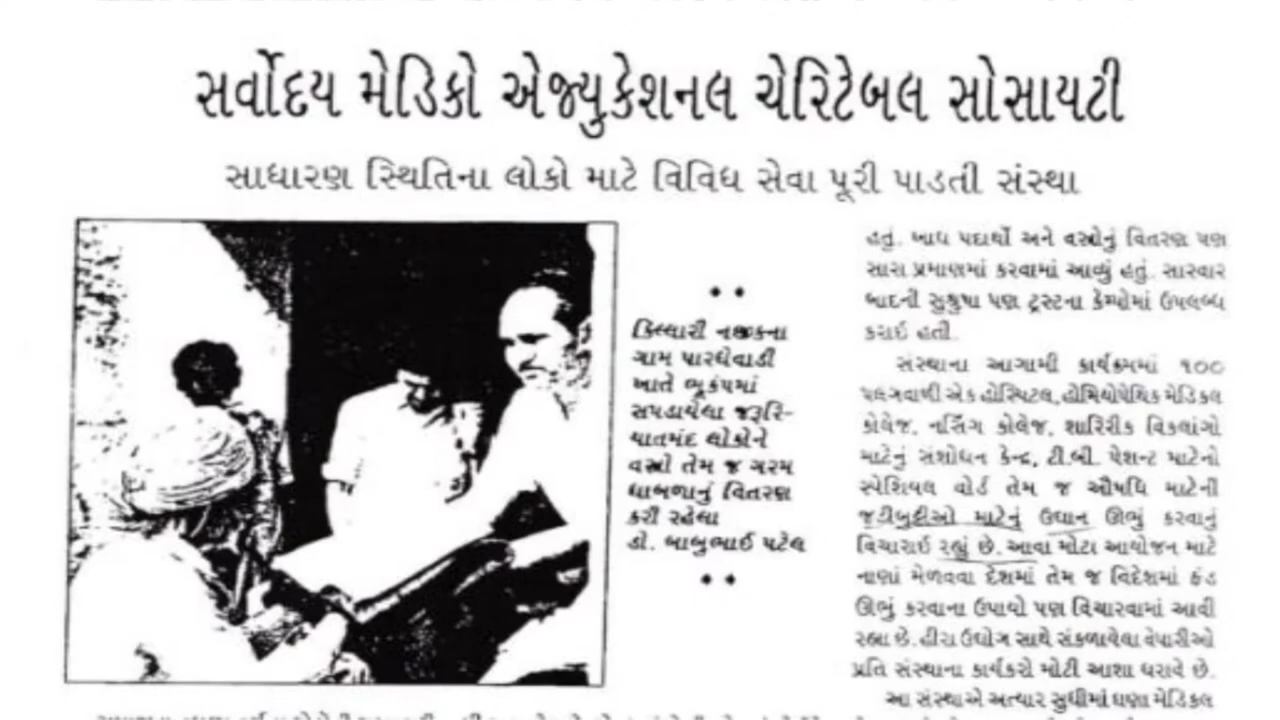 સર્વોદય મેડિકો એજ્યુકેશનલ ચેરિટેબલ સોસાયટી
સાધારણ સ્થિતિના લોકો માટે વિવિધ સેવા પૂરી પાડતી સંસ્થા
કિલ્લારી નજીકના
ગામ પારધેવાડી
ખાતે ભૂકંપમાં
સપડાયેલા જરૂરિ-
યાતમંદ લોકોને
વસ્ત્રો તેમ જ ગરમ
ધાબળાનું વિતરણ
કરી રહેલા
ડૉ. બાબુભાઈ પટેલ
હતું. ખાદ્ય પદાર્થો અને વસ્ત્રોનું વિતરણ પણ
સારા પ્રમાણમાં કરવામાં આવ્યું હતું. સારવાર
બાદની સુશ્રુષા પણ ટ્રસ્ટના કેમ્પોમાં ઉપલબ્ધ
કરાઈ હતી.
સંસ્થાના આગામી કાર્યક્રમમાં ૧૦૦
પલંગવાળી એક હોસ્પિટલ, હોમિયોપેથિક મેડિકલ
કોલેજ, નર્સિંગ કોલેજ, શારિરીક વિકલાંગો
માટેનું સંશોધન કેન્દ્ર, ટી.બી. પેશન્ટ માટેનો
સ્પેશિયલ વોર્ડ તેમ જ ઔષધિ માટેની
જડીબુટ્ટીઓ માટેનું ઉદ્યાન ઊભું કરવાનું
વિચારાઈ રહ્યું છે. આવા મોટા આયોજન માટે
નાણાં મેળવવા દેશમાં તેમ જ વિદેશમાં ફંડ
ઊભું કરવાના ઉપાયો પણ વિચારવામાં આવી
રહ્યા છે. હીરા ઉદ્યોગ સાથે સંકળાયેલા વેપારીઓ
પ્રતિ સંસ્થાના કાર્યકરો મોટી આશા ધરાવે છે.
આ સંસ્થાએ અત્યાર સુધીમાં ઘણા મેડિકલ